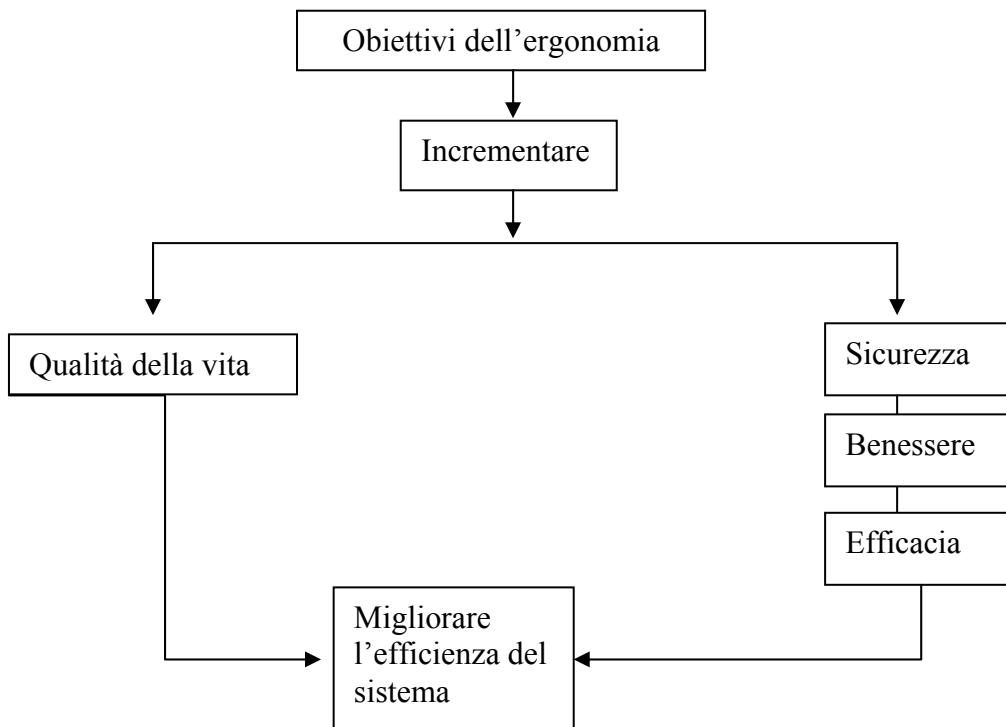 Obiettivi dell’ergonomia
Incrementare
Qualità della vita
Sicurezza
Benessere
Efficacia
Migliorare
l’efficienza del
sistema